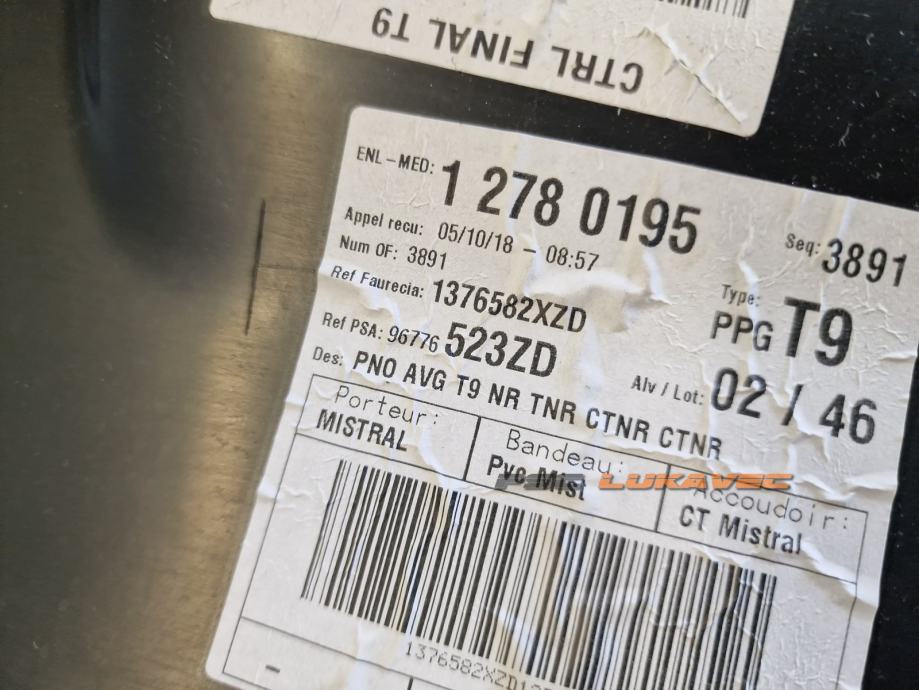 CTRL FINAL T9
ENL-MED: 1 278 0195
Seq: 3891
Appel recu: 05/10/18 - 08:57
Num OF: 3891
Type: PPG T9
Ref Faurecia: 1376582XZD
Ref PSA: 96776 523ZD
Alv / Lot: 02 / 46
Des: PNO AVG T9 NR TNR CTNR CTNR
Porteur: MISTRAL
Bandeau: Pvc Mist
Accoudoir: CT Mistral
LUKAVEC